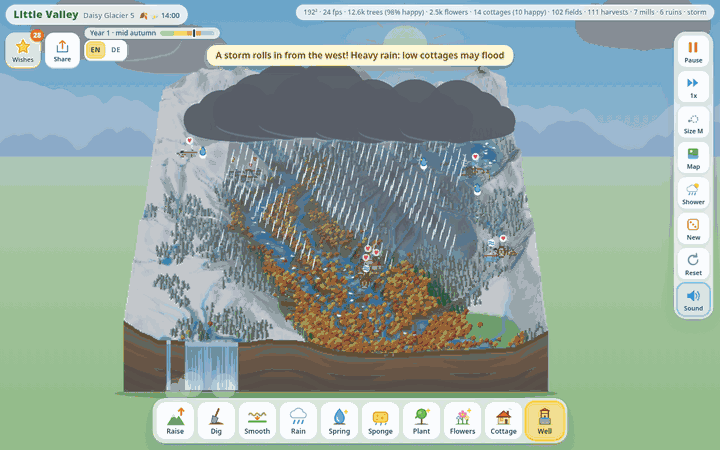 Little Valley Daisy Glacier 5 14:00
192² · 24 fps · 12.6k trees (98% happy) · 2.5k flowers · 14 cottages (10 happy) · 102 fields · 111 harvests · 7 mills · 6 ruins · storm
Year 1 · mid autumn
28
Wishes
Share
EN DE
A storm rolls in from the west! Heavy rain: low cottages may flood
Pause
1x
Size M
Map
Shower
New
Reset
Sound
Raise Dig Smooth Rain Spring Sponge Plant Flowers Cottage Well